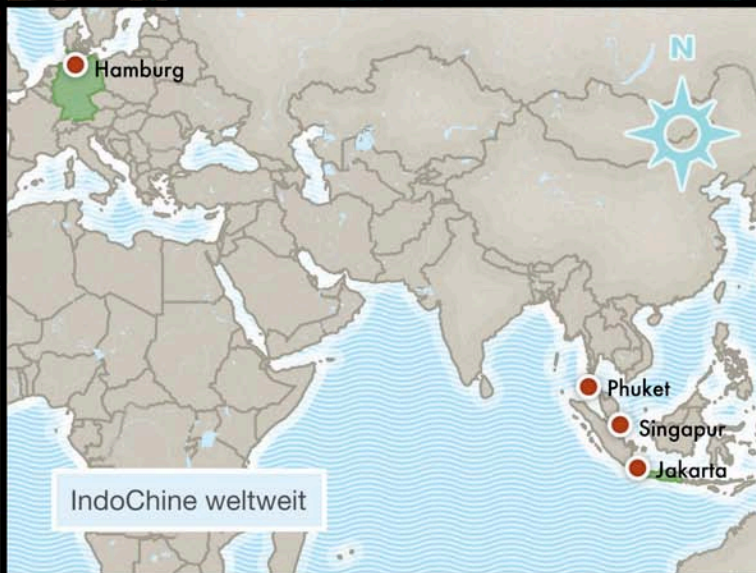 Hamburg
N
Phuket
Singapur
Jakarta
IndoChine weltweit